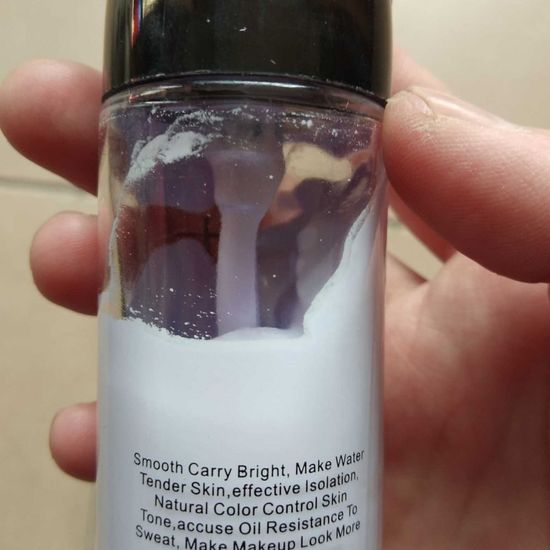 Smooth Carry Bright, Make Water
Tender Skin,effective Isolation,
Natural Color Control Skin
Tone,accuse Oil Resistance To
Sweat, Make Makeup Look More